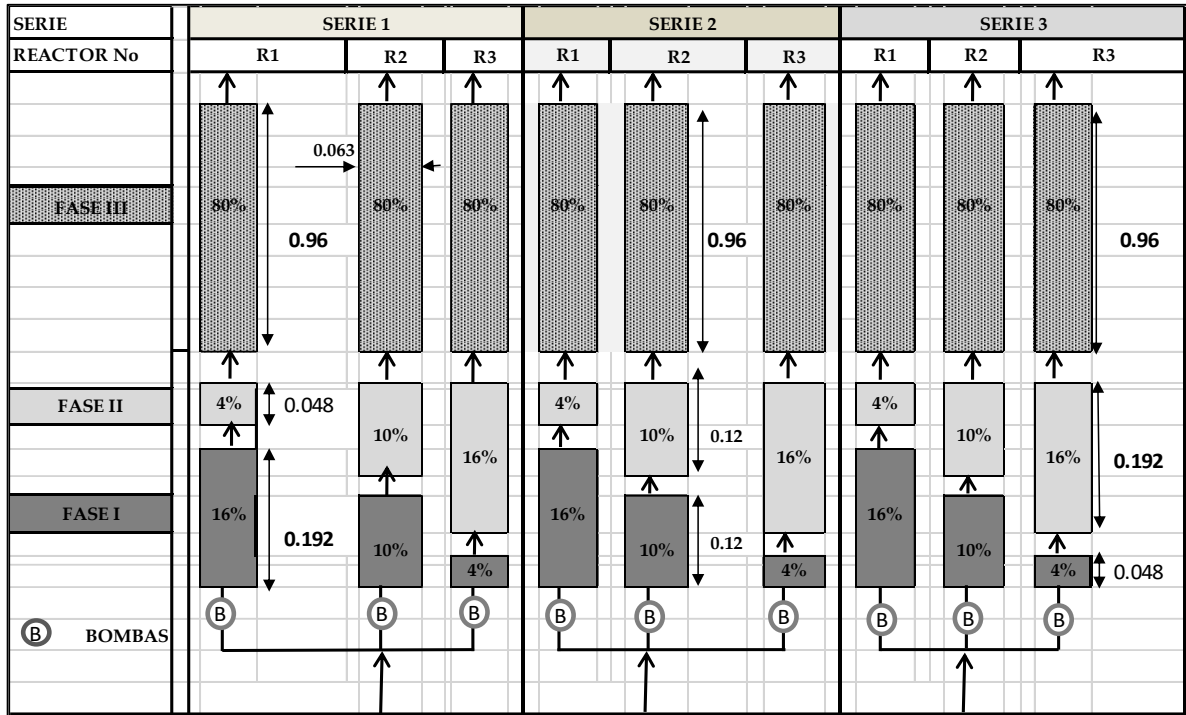 SERIE SERIE 1 SERIE 2 SERIE 3
REACTOR No R1 R2 R3 R1 R2 R3 R1 R2 R3
0.063
FASE III 80% 80% 80% 80% 80% 80% 80% 80% 80%
0.96 0.96 0.96
FASE II 4% 0.048 4% 4%
10% 10% 0.12 10%
16% 16% 16% 0.192
FASE I 16% 16% 16%
0.192 10% 10% 0.12 10%
4% 4% 4% 0.048
B B B B B B B B B
B BOMBAS